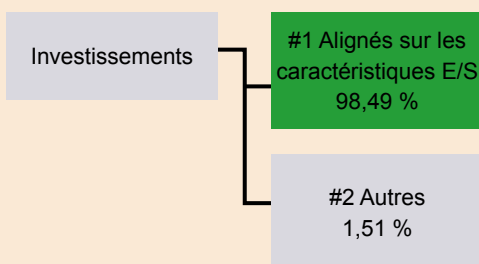 Investissements
#1 Alignés sur les
caractéristiques E/S
98,49 %
#2 Autres
1,51 %